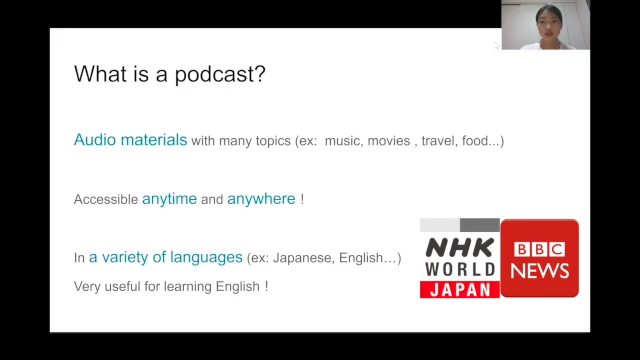 What is a podcast?
Audio materials with many topics (ex:  music, movies , travel, food...)
Accessible anytime and anywhere !
In a variety of languages (ex: Japanese, English…)
Very useful for learning English !
NHK
WORLD
JAPAN
BBC
NEWS